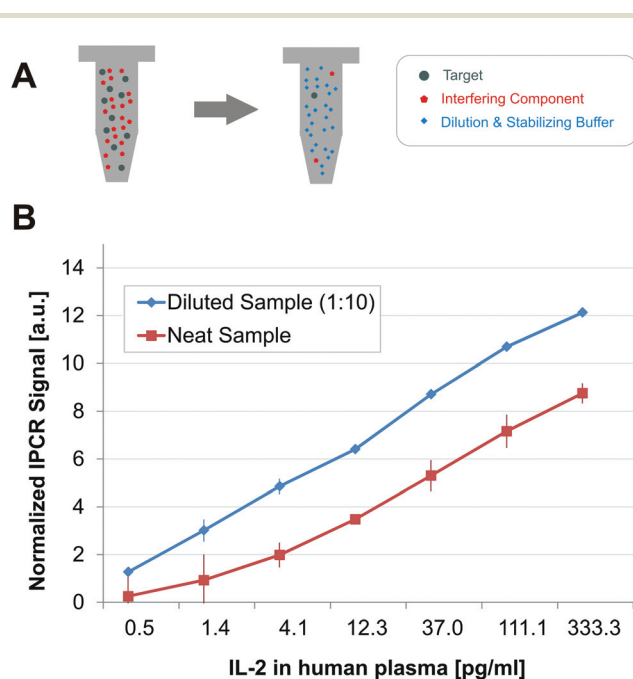 A
Target
Interfering Component
Dilution & Stabilizing Buffer
B
Normalized IPCR Signal [a.u.]
14
12
10
8
6
4
2
0
Diluted Sample (1:10)
Neat Sample
0.5 1.4 4.1 12.3 37.0 111.1 333.3
IL-2 in human plasma [pg/ml]